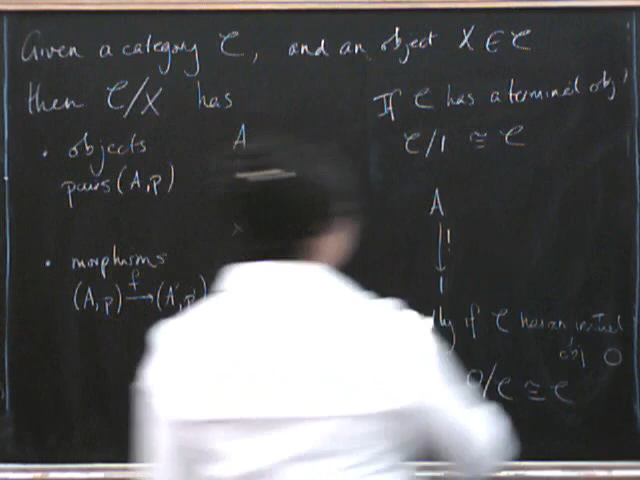 Given a category C, and an object X ∈ C
then C/X has
• objects
pairs (A,p)
A
• morphisms
(A,p) f→ (A',p')
If C has a terminal obj
C/1 ≅ C
A
↓!
1
if C has an initial
obj 0
0/C ≅ C